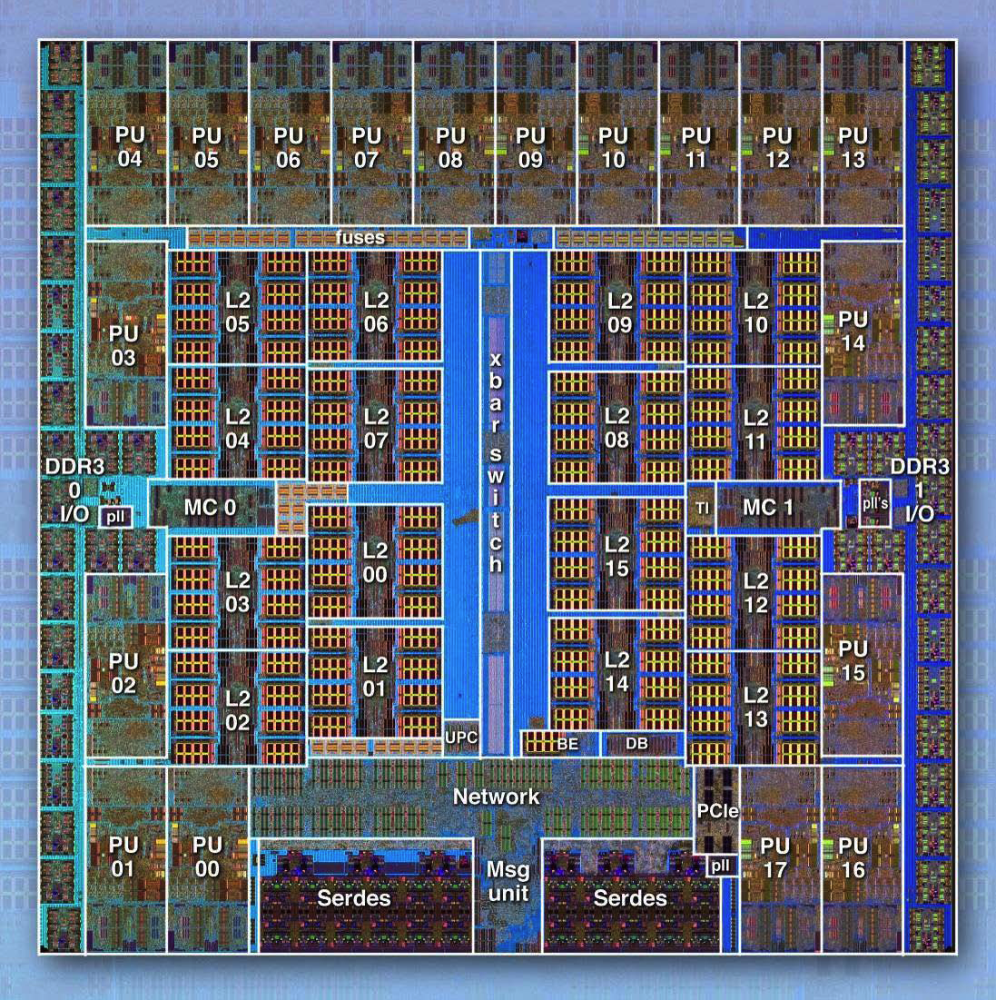 PU 04
PU 05
PU 06
PU 07
PU 08
PU 09
PU 10
PU 11
PU 12
PU 13
fuses
PU 03
L2 05
L2 06
L2 09
L2 10
PU 14
xbar switch
L2 04
L2 07
L2 08
L2 11
DDR3 0 I/O
pll
MC 0
TI
MC 1
pll's
DDR3 1 I/O
L2 00
L2 15
L2 03
L2 12
PU 02
L2 01
L2 14
PU 15
L2 02
L2 13
UPC
BE
DB
Network
PCIe
PU 01
PU 00
Serdes
Msg unit
Serdes
pll
PU 17
PU 16